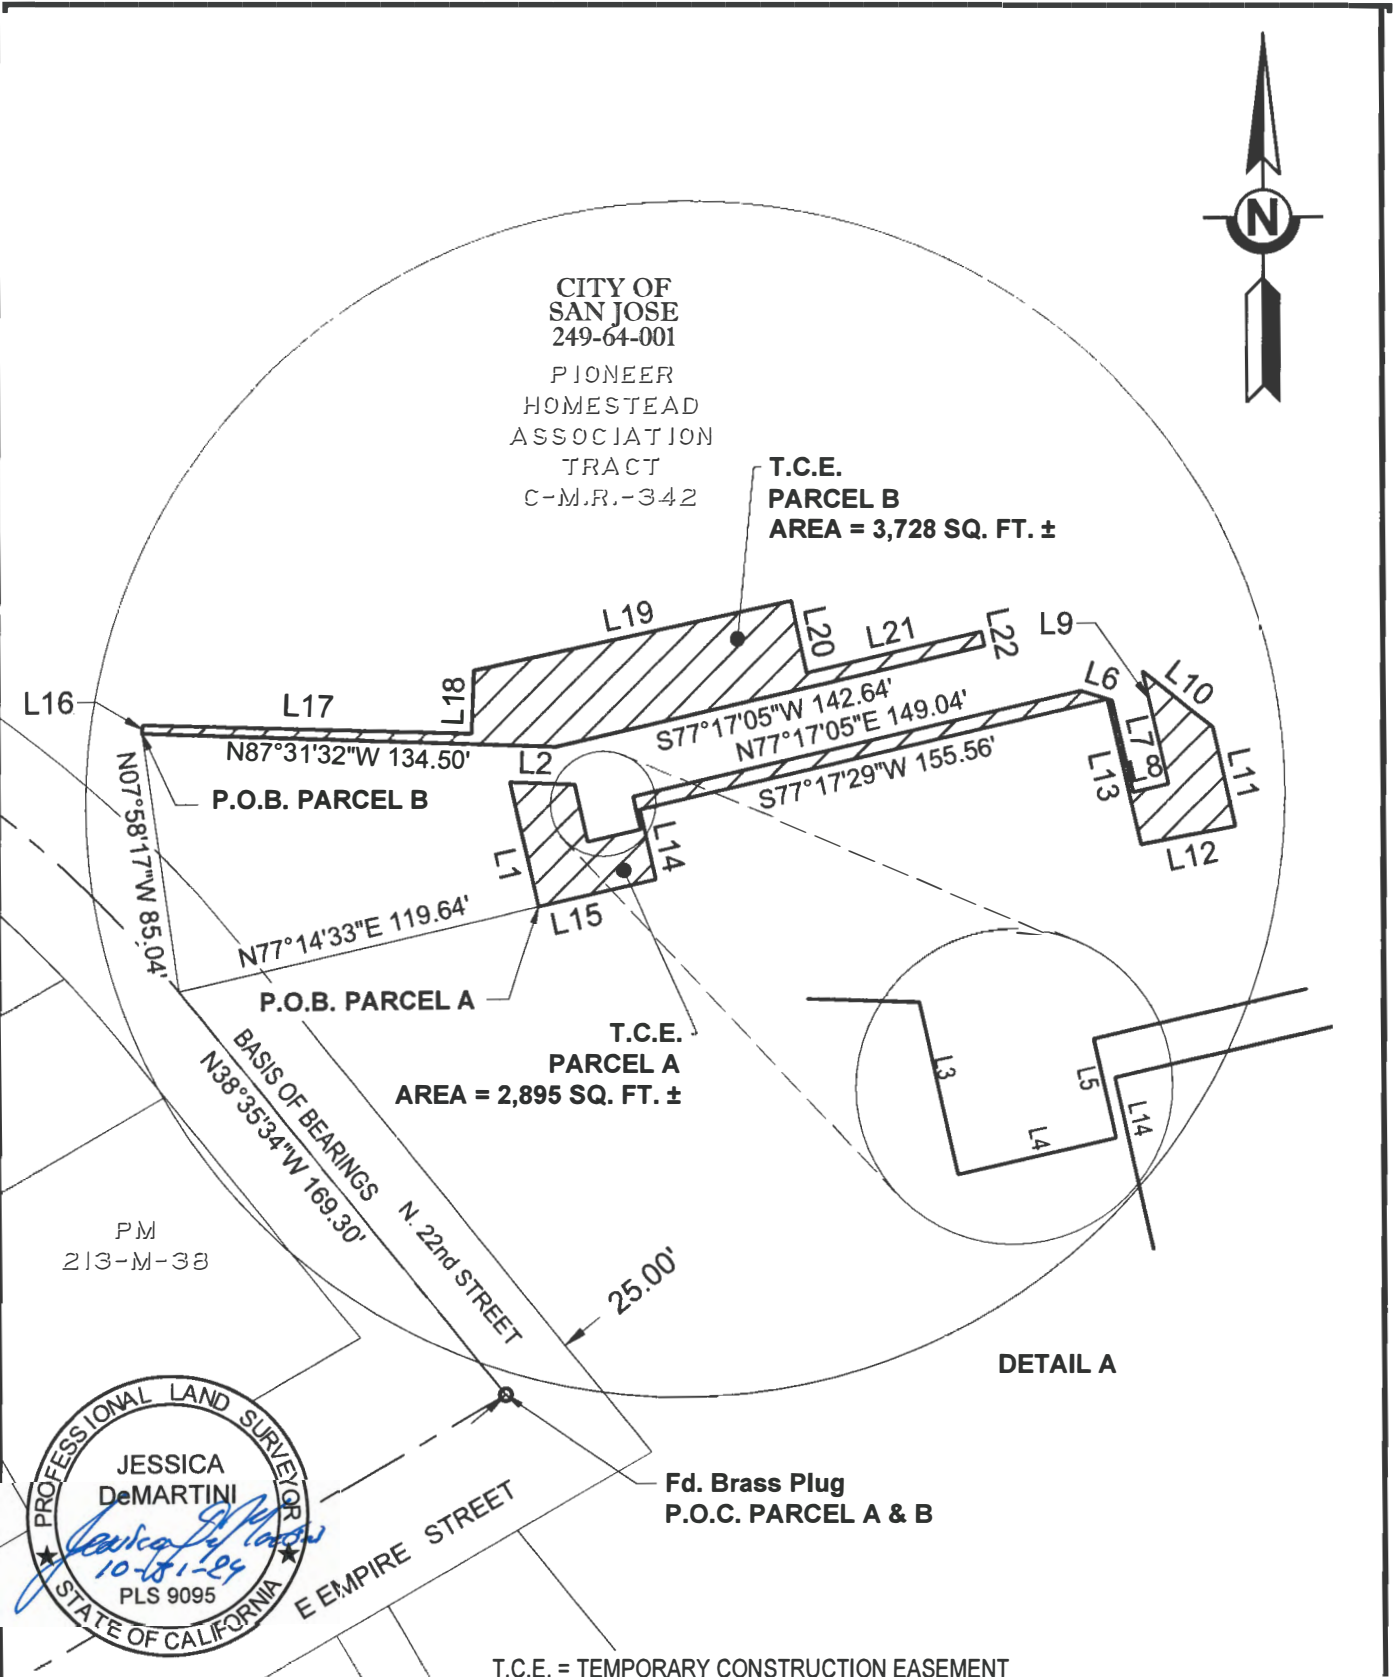 N
CITY OF
SAN JOSE
249-64-001
PIONEER
HOMESTEAD
ASSOCIATION
TRACT
C-M.R.-342
T.C.E.
PARCEL B
AREA = 3,728 SQ. FT. ±
L19
L20
L21
L22
L9
L10
L6
L16
L17
L18
S77°17'05"W 142.64'
N77°17'05"E 149.04'
S77°17'29"W 155.56'
L7
L8
L13
L11
L12
N87°31'32"W 134.50'
L2
P.O.B. PARCEL B
N07°58'17"W 85.04'
L1
L14
L15
N77°14'33"E 119.64'
P.O.B. PARCEL A
T.C.E.
PARCEL A
AREA = 2,895 SQ. FT. ±
L3
L4
L5
L14
BASIS OF BEARINGS
N38°35'34"W 169.30'
N. 22nd STREET
25.00'
PM
213-M-38
DETAIL A
Fd. Brass Plug
P.O.C. PARCEL A & B
E EMPIRE STREET
PROFESSIONAL LAND SURVEYOR
JESSICA
DeMARTINI
PLS 9095
STATE OF CALIFORNIA
T.C.E. = TEMPORARY CONSTRUCTION EASEMENT